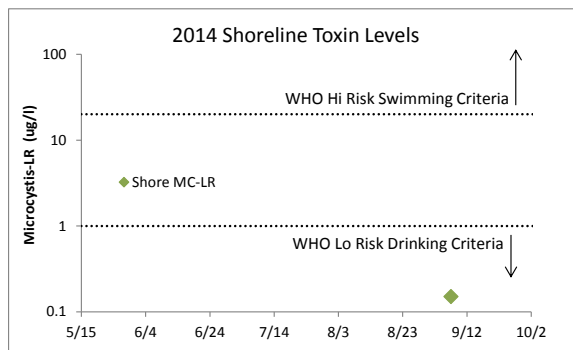 2014 Shoreline Toxin Levels
100
WHO Hi Risk Swimming Criteria
10
Shore MC-LR
1
WHO Lo Risk Drinking Criteria
0.1
Microcystis-LR (ug/l)
5/15 6/4 6/24 7/14 8/3 8/23 9/12 10/2